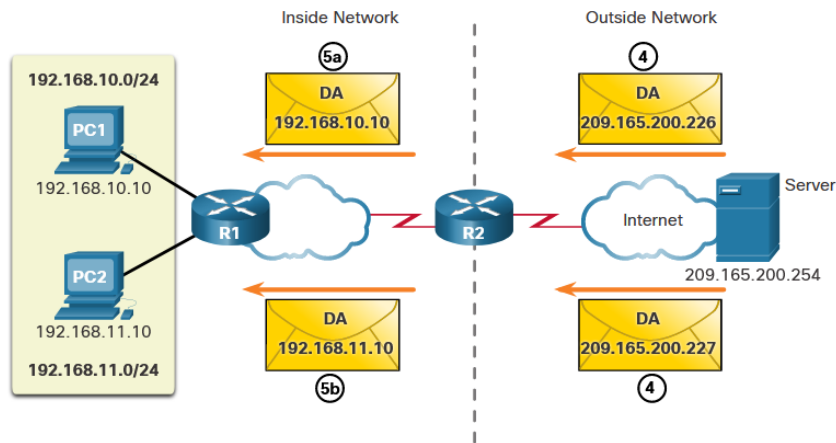 Inside Network
Outside Network
5a
4
192.168.10.0/24
DA
192.168.10.10
DA
209.165.200.226
PC1
192.168.10.10
R1
R2
Internet
Server
209.165.200.254
PC2
192.168.11.10
192.168.11.0/24
DA
192.168.11.10
DA
209.165.200.227
5b
4